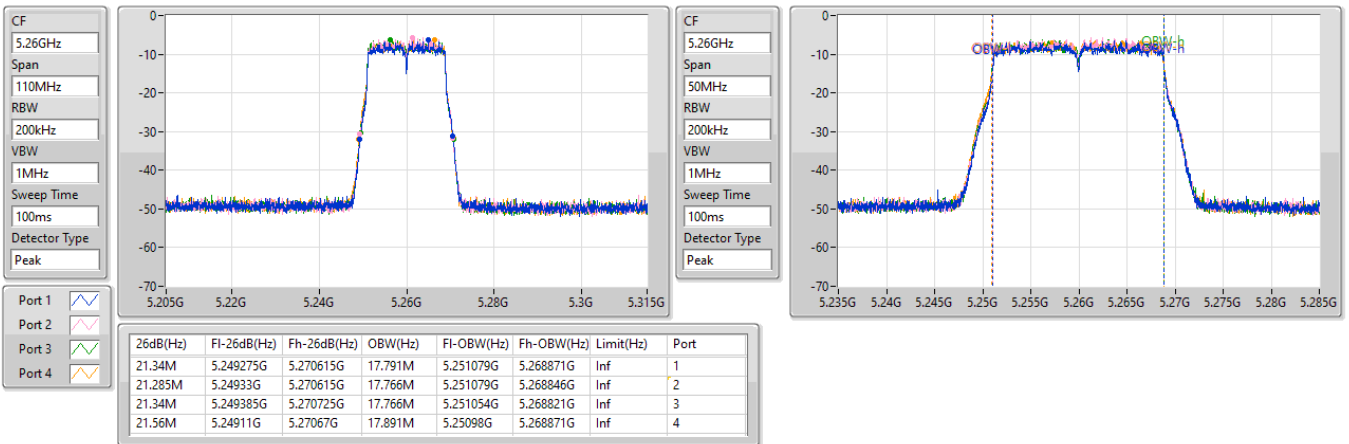 CF
5.26GHz
Span
110MHz
RBW
200kHz
VBW
1MHz
Sweep Time
100ms
Detector Type
Peak
0
-10
-20
-30
-40
-50
-60
-70
5.205G 5.22G 5.24G 5.26G 5.28G 5.3G 5.315G
CF
5.26GHz
Span
50MHz
RBW
200kHz
VBW
1MHz
Sweep Time
100ms
Detector Type
Peak
0
-10
-20
-30
-40
-50
-60
-70
OBW-h
OBW-h
5.235G 5.24G 5.245G 5.25G 5.255G 5.26G 5.265G 5.27G 5.275G 5.28G 5.285G
Port 1
Port 2
Port 3
Port 4
26dB(Hz) Fl-26dB(Hz) Fh-26dB(Hz) OBW(Hz) Fl-OBW(Hz) Fh-OBW(Hz) Limit(Hz) Port
21.34M 5.249275G 5.270615G 17.791M 5.251079G 5.268871G Inf 1
21.285M 5.24933G 5.270615G 17.766M 5.251079G 5.268846G Inf 2
21.34M 5.249385G 5.270725G 17.766M 5.251054G 5.268821G Inf 3
21.56M 5.24911G 5.27067G 17.891M 5.25098G 5.268871G Inf 4